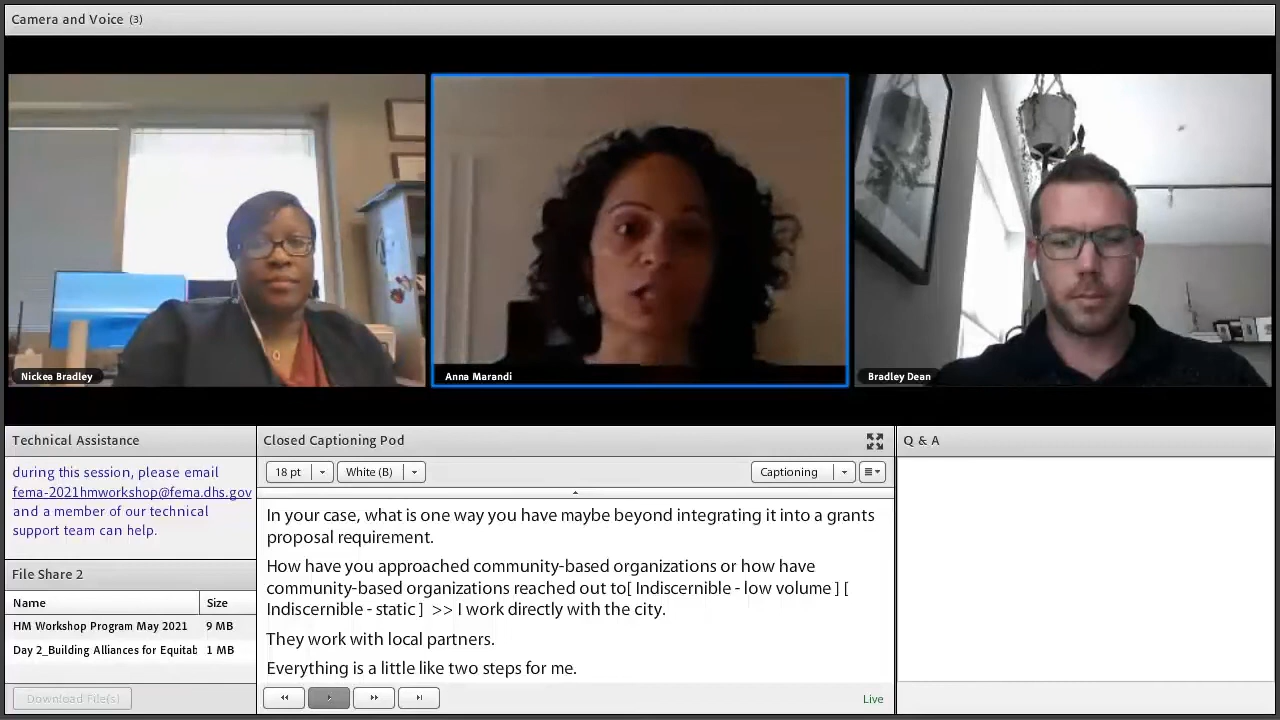 Camera and Voice (3)
Nickea Bradley
Anna Marandi
Bradley Dean
Technical Assistance
during this session, please email
fema-2021hmworkshop@fema.dhs.gov
and a member of our technical
support team can help.
File Share 2
Name Size
HM Workshop Program May 2021 9 MB
Day 2_Building Alliances for Equitab 1 MB
Download File(s)
Closed Captioning Pod
18 pt White (B) Captioning
In your case, what is one way you have maybe beyond integrating it into a grants
proposal requirement.
How have you approached community-based organizations or how have
community-based organizations reached out to[ Indiscernible - low volume ] [
Indiscernible - static ] >> I work directly with the city.
They work with local partners.
Everything is a little like two steps for me.
Live
Q & A